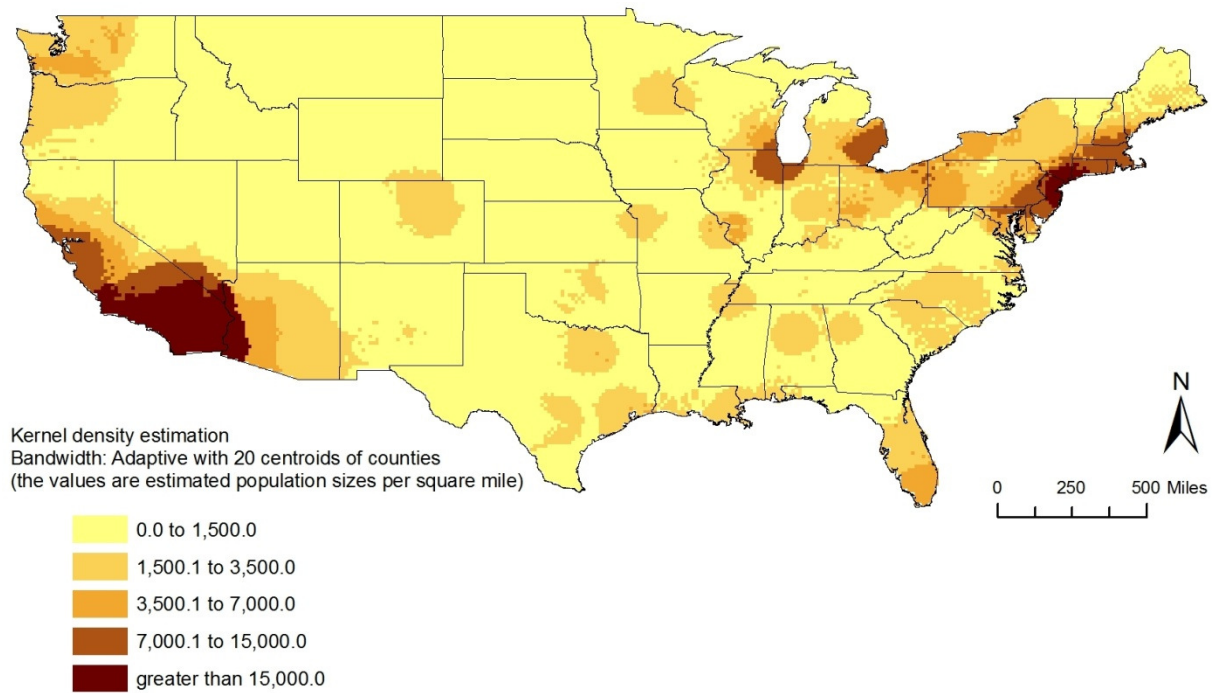 N
Kernel density estimation
Bandwidth: Adaptive with 20 centroids of counties
(the values are estimated population sizes per square mile)
0 250 500 Miles
0.0 to 1,500.0
1,500.1 to 3,500.0
3,500.1 to 7,000.0
7,000.1 to 15,000.0
greater than 15,000.0